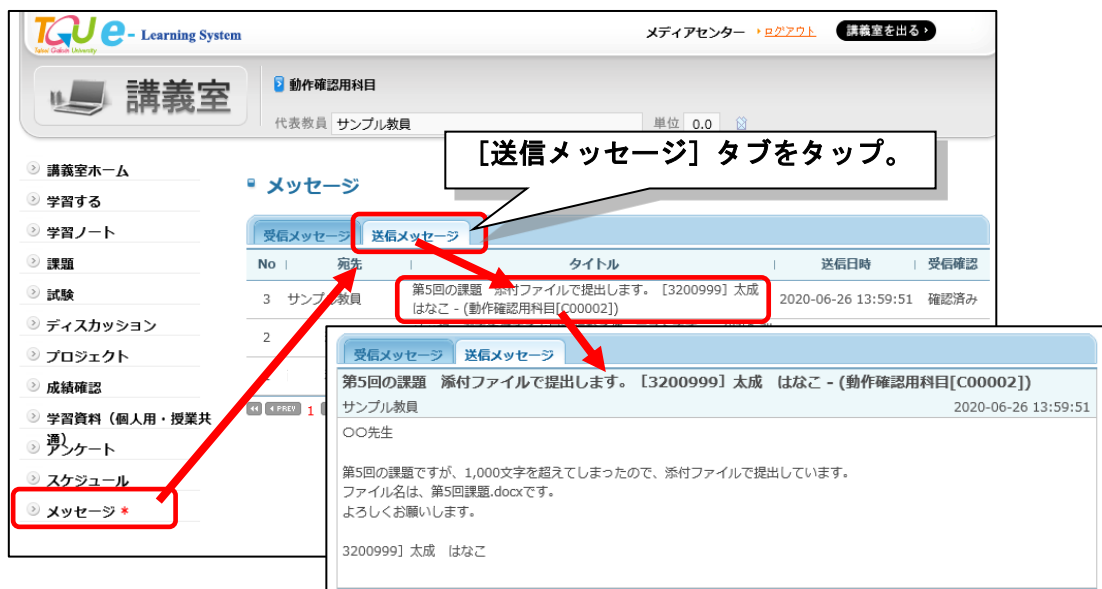 TGU e - Learning System
Taisei Gakuin University
メディアセンター ログアウト 講義室を出る
講義室
動作確認用科目
代表教員 サンプル教員 単位 0.0
[送信メッセージ] タブをタップ。
講義室ホーム
学習する
学習ノート
課題
試験
ディスカッション
プロジェクト
成績確認
学習資料（個人用・授業共
通）
アンケート
スケジュール
メッセージ *
メッセージ
受信メッセージ 送信メッセージ
No 宛先 タイトル 送信日時 受信確認
3 サンプル教員 第5回の課題 添付ファイルで提出します。［3200999］太成 2020-06-26 13:59:51 確認済み
はなこ - (動作確認用科目[C00002])
2
PREV 1
受信メッセージ 送信メッセージ
第5回の課題 添付ファイルで提出します。［3200999］太成 はなこ - (動作確認用科目[C00002])
サンプル教員 2020-06-26 13:59:51
○○先生
第5回の課題ですが、1,000文字を超えてしまったので、添付ファイルで提出しています。
ファイル名は、第5回課題.docxです。
よろしくお願いします。
3200999］太成 はなこ